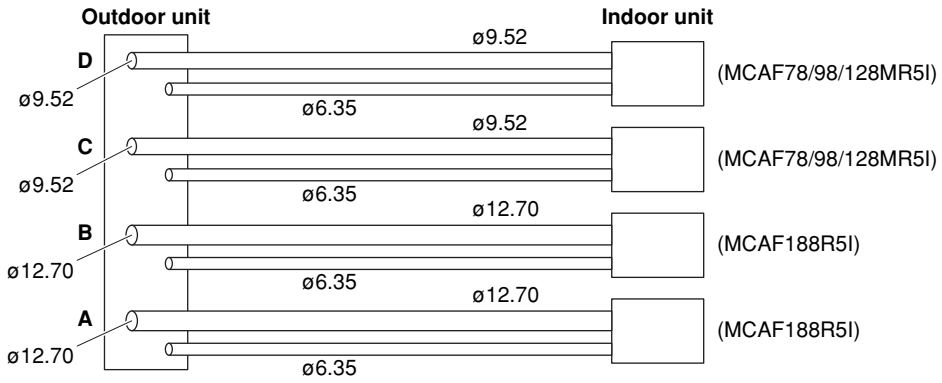 Outdoor unit
Indoor unit
ø9.52
D
(MCAF78/98/128MR5I)
ø9.52
ø6.35
ø9.52
C
(MCAF78/98/128MR5I)
ø9.52
ø6.35
ø12.70
B
(MCAF188R5I)
ø12.70
ø6.35
ø12.70
A
(MCAF188R5I)
ø12.70
ø6.35